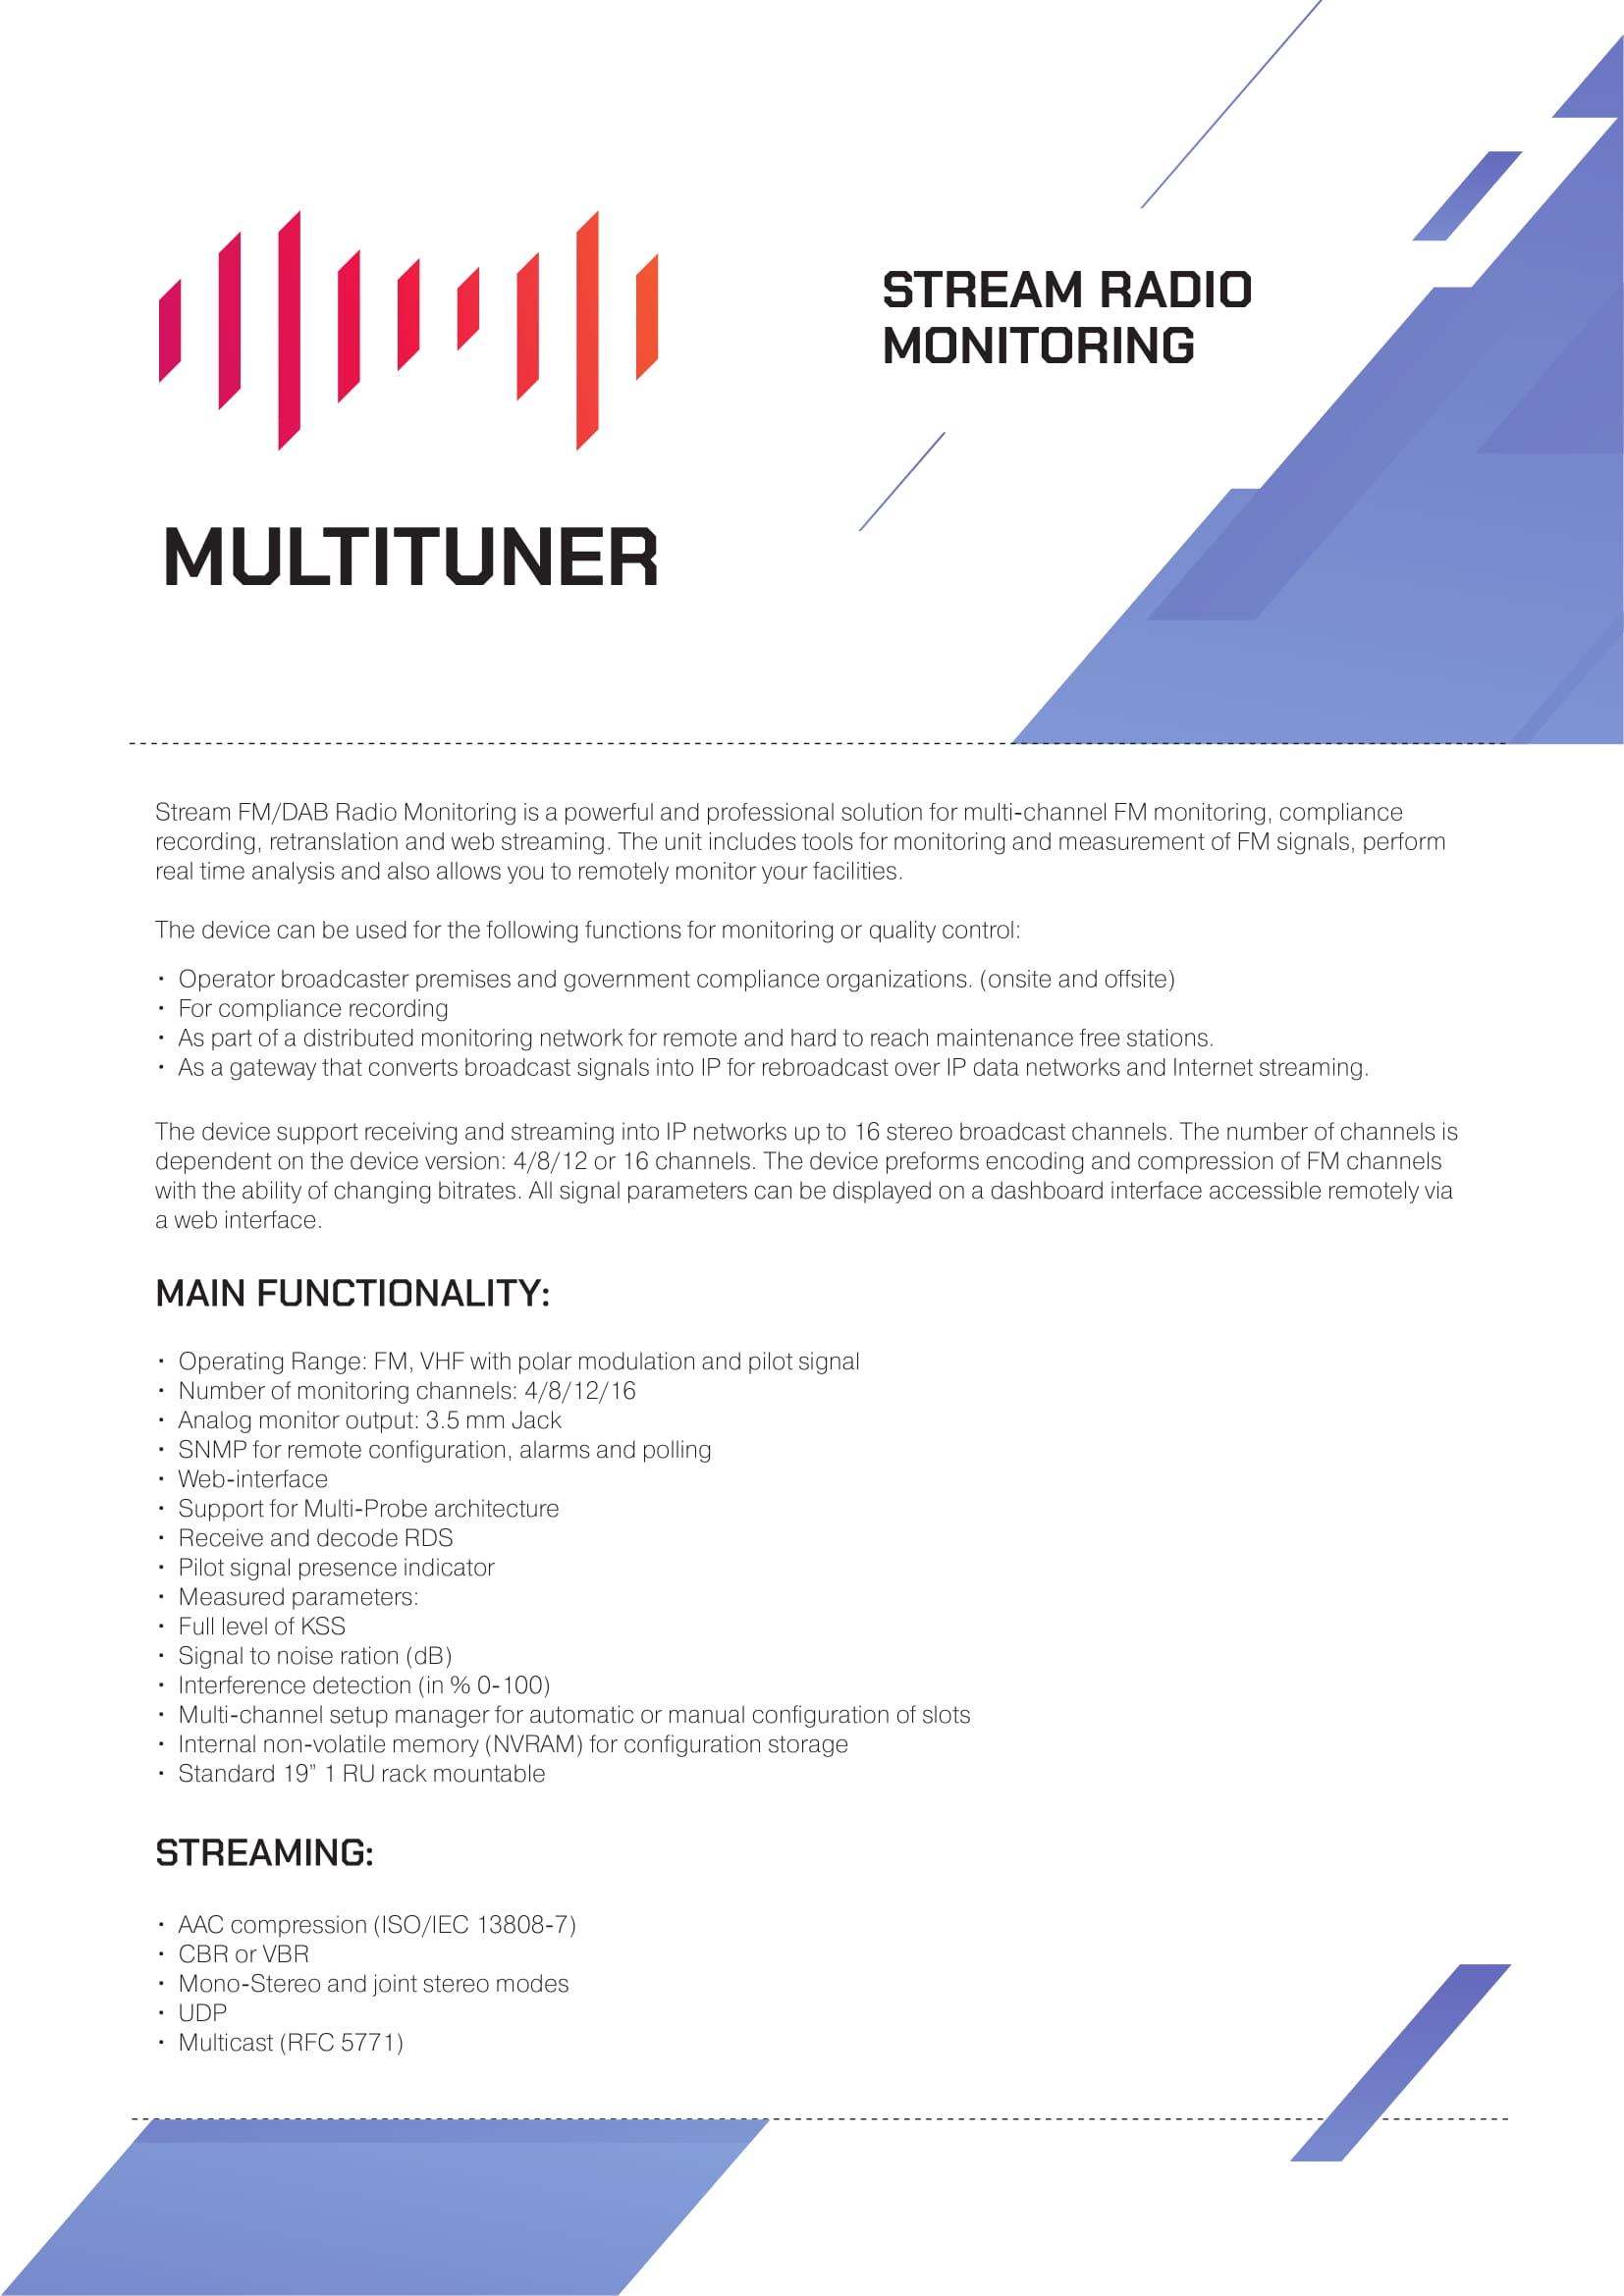 STREAM RADIO
MONITORING
MULTITUNER
Stream FM/DAB Radio Monitoring is a powerful and professional solution for multi-channel FM monitoring, compliance
recording, retranslation and web streaming. The unit includes tools for monitoring and measurement of FM signals, perform
real time analysis and also allows you to remotely monitor your facilities.
The device can be used for the following functions for monitoring or quality control:
• Operator broadcaster premises and government compliance organizations. (onsite and offsite)
• For compliance recording
• As part of a distributed monitoring network for remote and hard to reach maintenance free stations.
• As a gateway that converts broadcast signals into IP for rebroadcast over IP data networks and Internet streaming.
The device support receiving and streaming into IP networks up to 16 stereo broadcast channels. The number of channels is
dependent on the device version: 4/8/12 or 16 channels. The device preforms encoding and compression of FM channels
with the ability of changing bitrates. All signal parameters can be displayed on a dashboard interface accessible remotely via
a web interface.
MAIN FUNCTIONALITY:
• Operating Range: FM, VHF with polar modulation and pilot signal
• Number of monitoring channels: 4/8/12/16
• Analog monitor output: 3.5 mm Jack
• SNMP for remote configuration, alarms and polling
• Web-interface
• Support for Multi-Probe architecture
• Receive and decode RDS
• Pilot signal presence indicator
• Measured parameters:
• Full level of KSS
• Signal to noise ration (dB)
• Interference detection (in % 0-100)
• Multi-channel setup manager for automatic or manual configuration of slots
• Internal non-volatile memory (NVRAM) for configuration storage
• Standard 19” 1 RU rack mountable
STREAMING:
• AAC compression (ISO/IEC 13808-7)
• CBR or VBR
• Mono-Stereo and joint stereo modes
• UDP
• Multicast (RFC 5771)